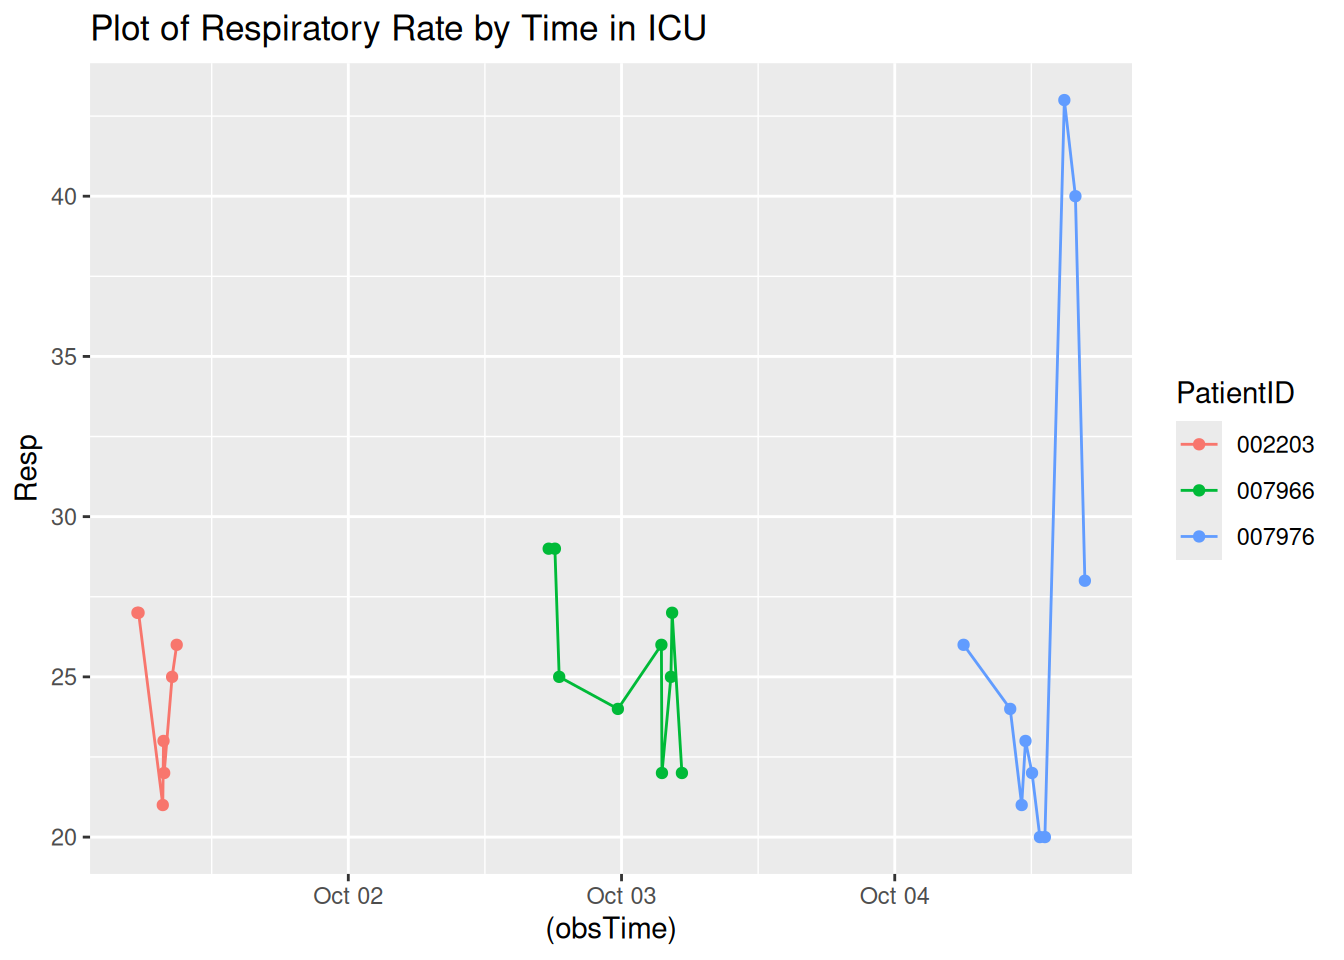 Plot of Respiratory Rate by Time in ICU
40
35
30
25
20
Resp
Oct 02
Oct 03
Oct 04
(obsTime)
PatientID
002203
007966
007976